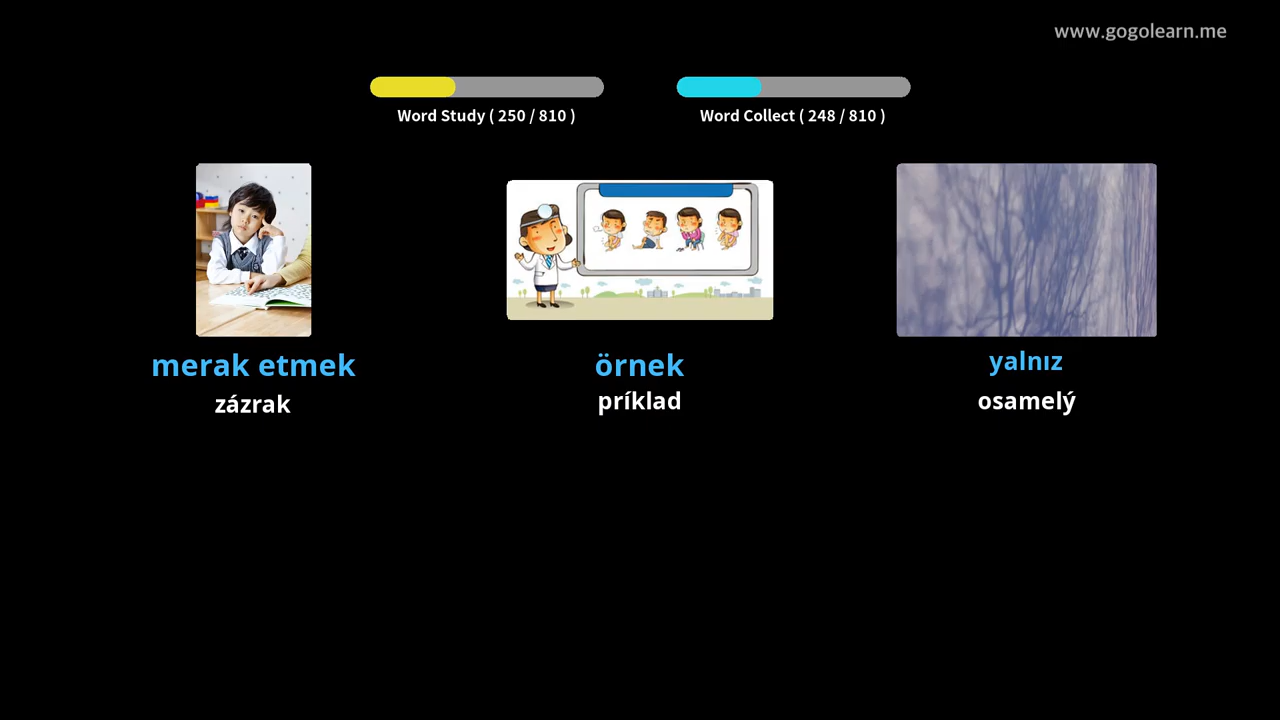 www.gogolearn.me
Word Study ( 250 / 810 )
Word Collect ( 248 / 810 )
merak etmek
zázrak
örnek
príklad
yalnız
osamelý